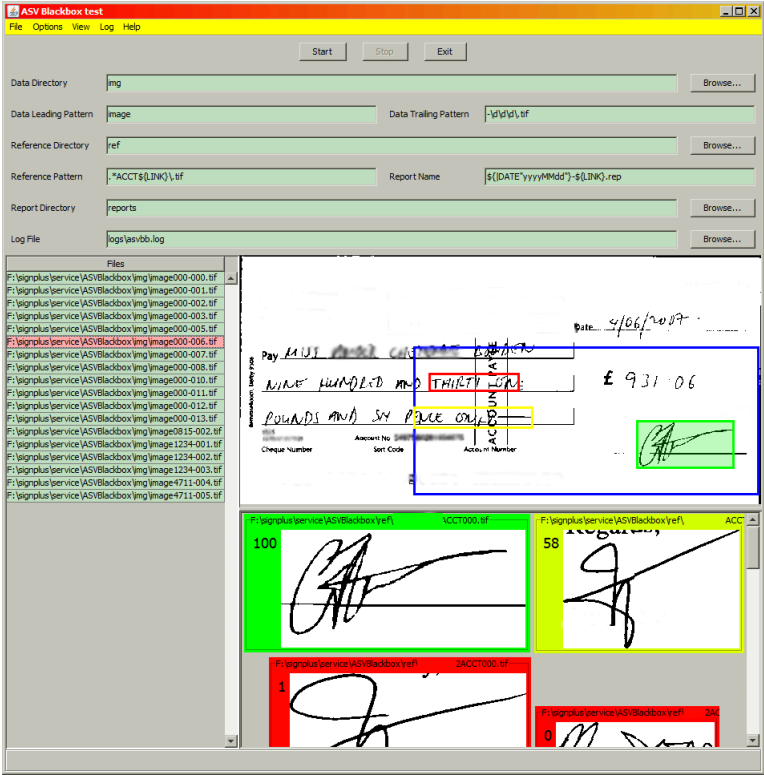 ASV Blackbox test
File Options View Log Help
Start Stop Exit
Data Directory img Browse...
Data Leading Pattern image Data Trailing Pattern -\d\d\d\.tif
Reference Directory ref Browse...
Reference Pattern .*ACCT${LINK}\.tif Report Name ${|DATE"yyyyMMdd"}-${LINK}.rep
Report Directory reports Browse...
Log File logs\asvbb.log Browse...
Files
F:\signplus\service\ASVBlackbox\img\image000-000.tif
F:\signplus\service\ASVBlackbox\img\image000-001.tif
F:\signplus\service\ASVBlackbox\img\image000-002.tif
F:\signplus\service\ASVBlackbox\img\image000-003.tif
F:\signplus\service\ASVBlackbox\img\image000-005.tif
F:\signplus\service\ASVBlackbox\img\image000-006.tif
F:\signplus\service\ASVBlackbox\img\image000-007.tif
F:\signplus\service\ASVBlackbox\img\image000-008.tif
F:\signplus\service\ASVBlackbox\img\image000-010.tif
F:\signplus\service\ASVBlackbox\img\image000-011.tif
F:\signplus\service\ASVBlackbox\img\image000-012.tif
F:\signplus\service\ASVBlackbox\img\image000-013.tif
F:\signplus\service\ASVBlackbox\img\image0815-002.tif
F:\signplus\service\ASVBlackbox\img\image1234-001.tif
F:\signplus\service\ASVBlackbox\img\image1234-002.tif
F:\signplus\service\ASVBlackbox\img\image1234-003.tif
F:\signplus\service\ASVBlackbox\img\image4711-004.tif
F:\signplus\service\ASVBlackbox\img\image4711-005.tif
Date 4/06/2007
Pay MISS
NINE HUNDRED AND THIRTY ONE
£ 931 06
POUNDS AND SIX PENCE ONLY
ACCOUNT PAYEE
Account No
Cheque Number Sort Code Account Number
F:\signplus\service\ASVBlackbox\ref\ \CCT000.tif
100
F:\signplus\service\ASVBlackbox\ref\ ACC
58
Regards,
F:\signplus\service\ASVBlackbox\ref\ 2ACCT000.tif
1
F:\signplus\service\ASVBlackbox\ref\ 2AC
0